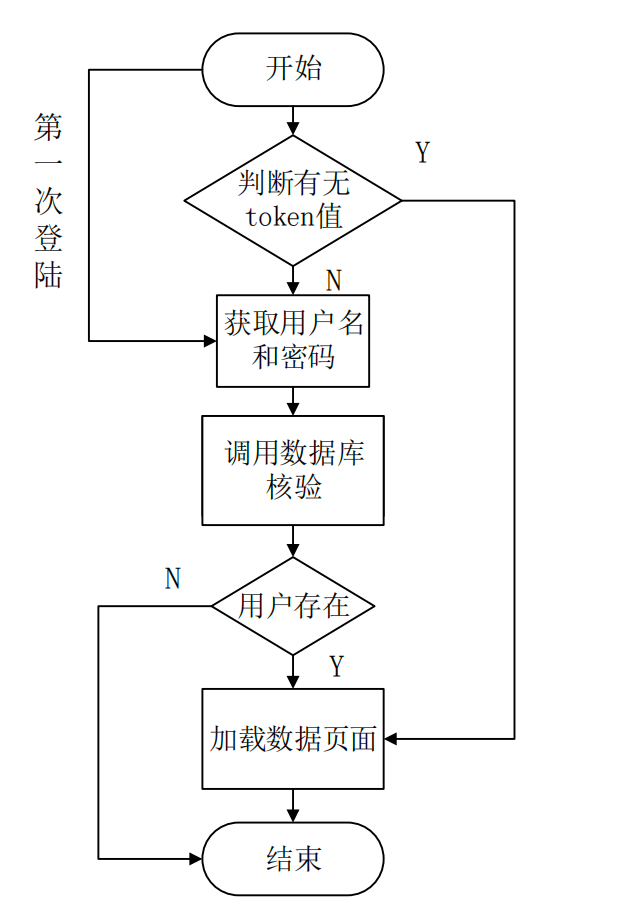 开始
第一次登陆
Y
判断有无
token值
N
获取用户名
和密码
调用数据库
核验
N
用户存在
Y
加载数据页面
结束